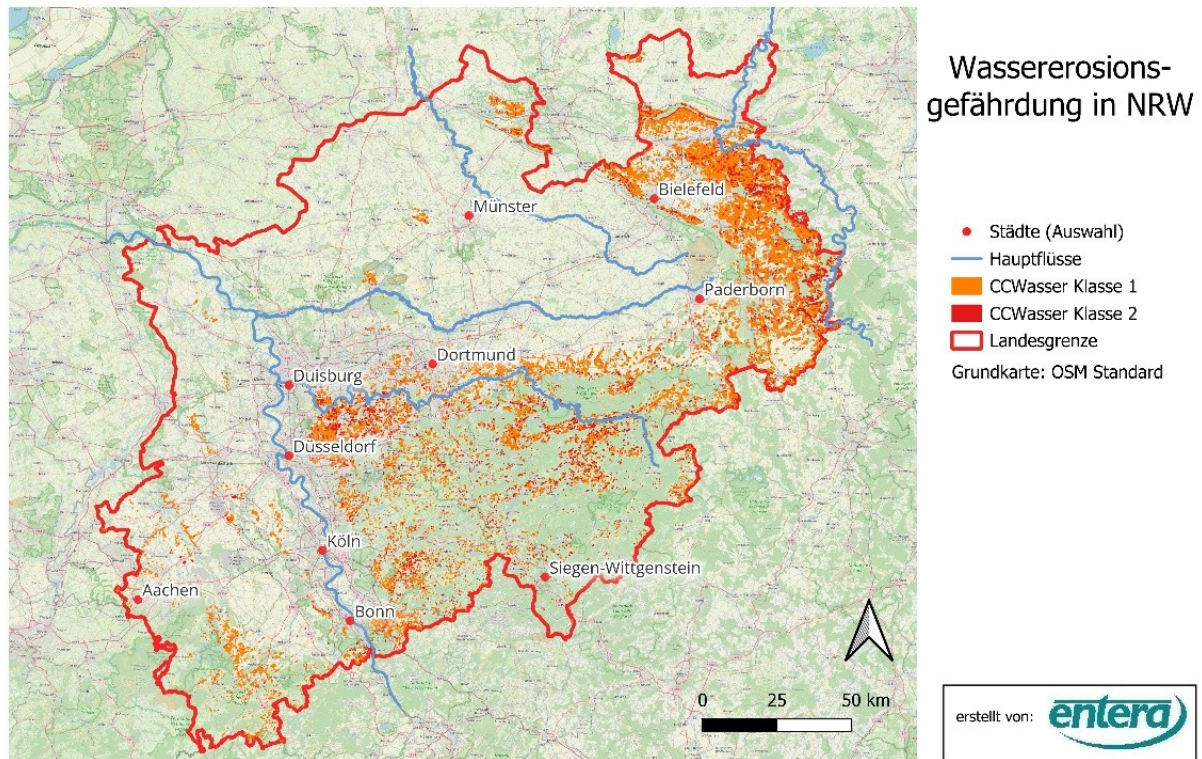 Wassererosions-
gefährdung in NRW
Städte (Auswahl)
Hauptflüsse
CCWasser Klasse 1
CCWasser Klasse 2
Landesgrenze
Grundkarte: OSM Standard
Bielefeld
Münster
Paderborn
Dortmund
Duisburg
Düsseldorf
Köln
Siegen-Wittgenstein
Aachen
Bonn
0 25 50 km
erstellt von: entera